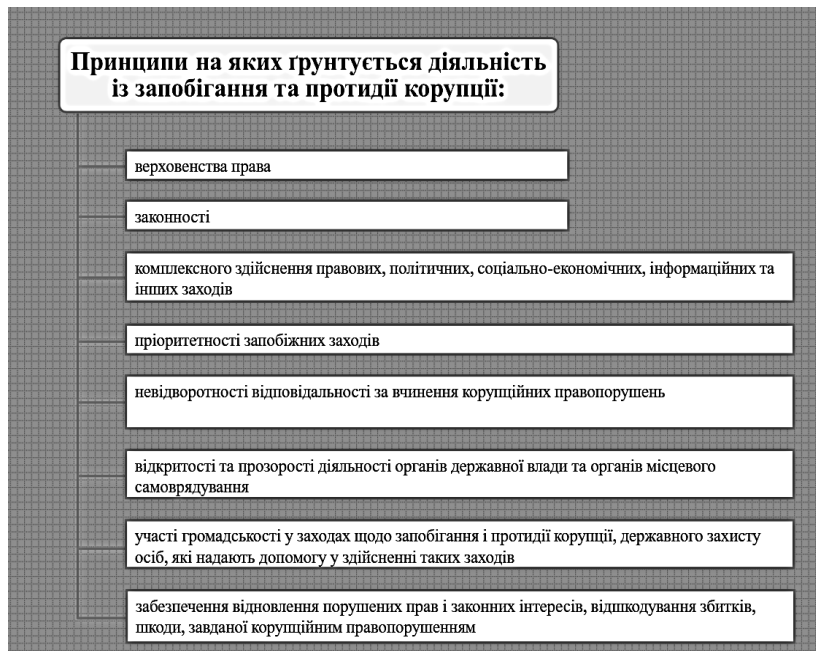 Принципи на яких ґрунтується діяльність
із запобігання та протидії корупції:
верховенства права
законності
комплексного здійснення правових, політичних, соціально-економічних, інформаційних та
інших заходів
пріоритетності запобіжних заходів
невідворотності відповідальності за вчинення корупційних правопорушень
відкритості та прозорості діяльності органів державної влади та органів місцевого
самоврядування
участі громадськості у заходах щодо запобігання і протидії корупції, державного захисту
осіб, які надають допомогу у здійсненні таких заходів
забезпечення відновлення порушених прав і законних інтересів, відшкодування збитків,
шкоди, завданої корупційним правопорушенням